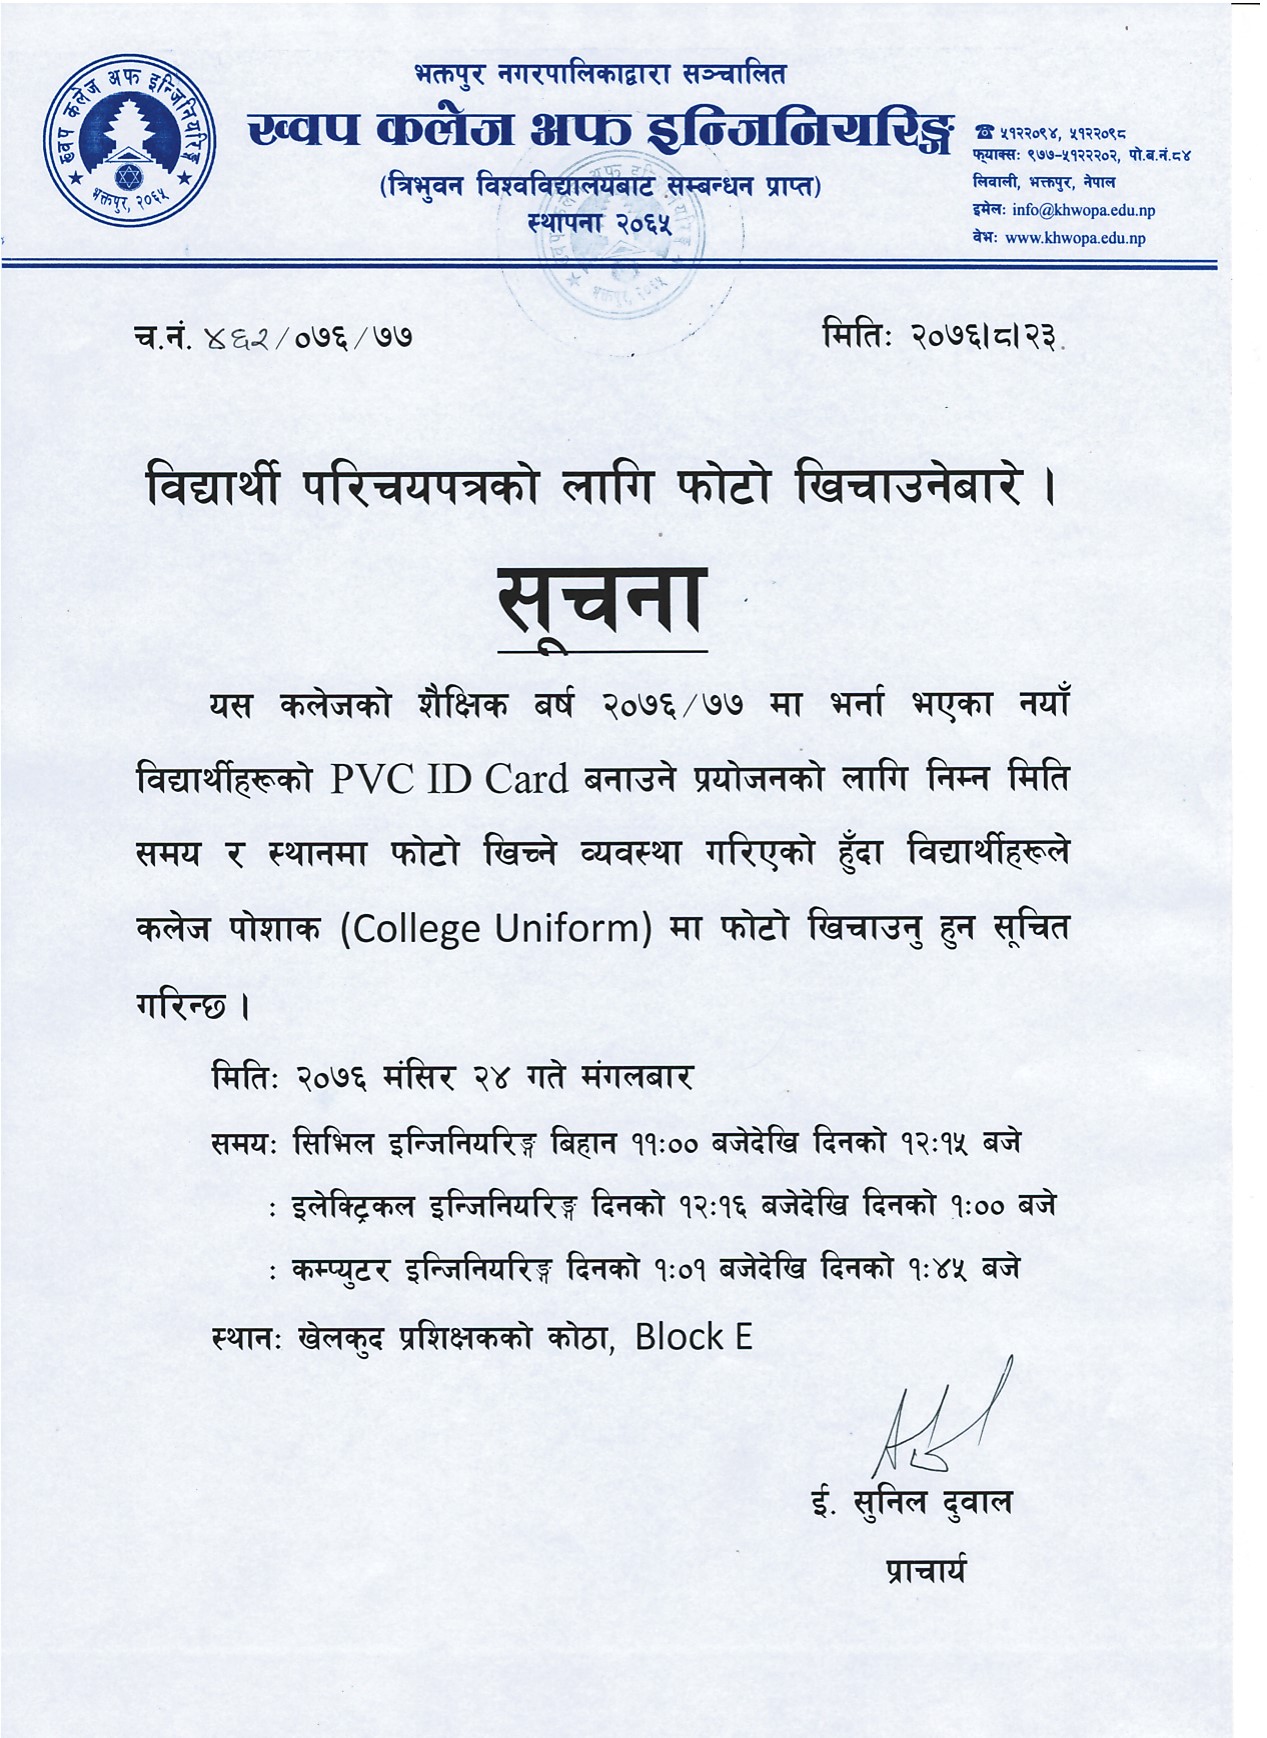 भक्तपुर नगरपालिकाद्वारा सञ्चालित
ख्वप कलेज अफ इन्जिनियरिङ्ग
(त्रिभुवन विश्वविद्यालयबाट सम्बन्धन प्राप्त)
स्थापना २०६५
ख्वप कलेज अफ इन्जिनियरिङ्ग
भक्तपुर, २०६५
☎ ५१२२०९४, ५१२२०९८
फ्याक्सः ९७७-५१२२२०२, पो.ब.नं.८४
लिवाली, भक्तपुर, नेपाल
इमेलः info@khwopa.edu.np
वेभः www.khwopa.edu.np
च.नं. ४६२/०७६/७७
मितिः २०७६।८।२३.
विद्यार्थी परिचयपत्रको लागि फोटो खिचाउनेबारे ।
सूचना
यस कलेजको शैक्षिक बर्ष २०७६/७७ मा भर्ना भएका नयाँ
विद्यार्थीहरूको PVC ID Card बनाउने प्रयोजनको लागि निम्न मिति
समय र स्थानमा फोटो खिच्ने व्यवस्था गरिएको हुँदा विद्यार्थीहरूले
कलेज पोशाक (College Uniform) मा फोटो खिचाउनु हुन सूचित
गरिन्छ ।
मितिः २०७६ मंसिर २४ गते मंगलबार
समयः सिभिल इन्जिनियरिङ्ग बिहान ११:०० बजेदेखि दिनको १२:१५ बजे
: इलेक्ट्रिकल इन्जिनियरिङ्ग दिनको १२:१६ बजेदेखि दिनको १:०० बजे
: कम्प्युटर इन्जिनियरिङ्ग दिनको १:०१ बजेदेखि दिनको १:४५ बजे
स्थानः खेलकुद प्रशिक्षकको कोठा, Block E
ई. सुनिल दुवाल
प्राचार्य